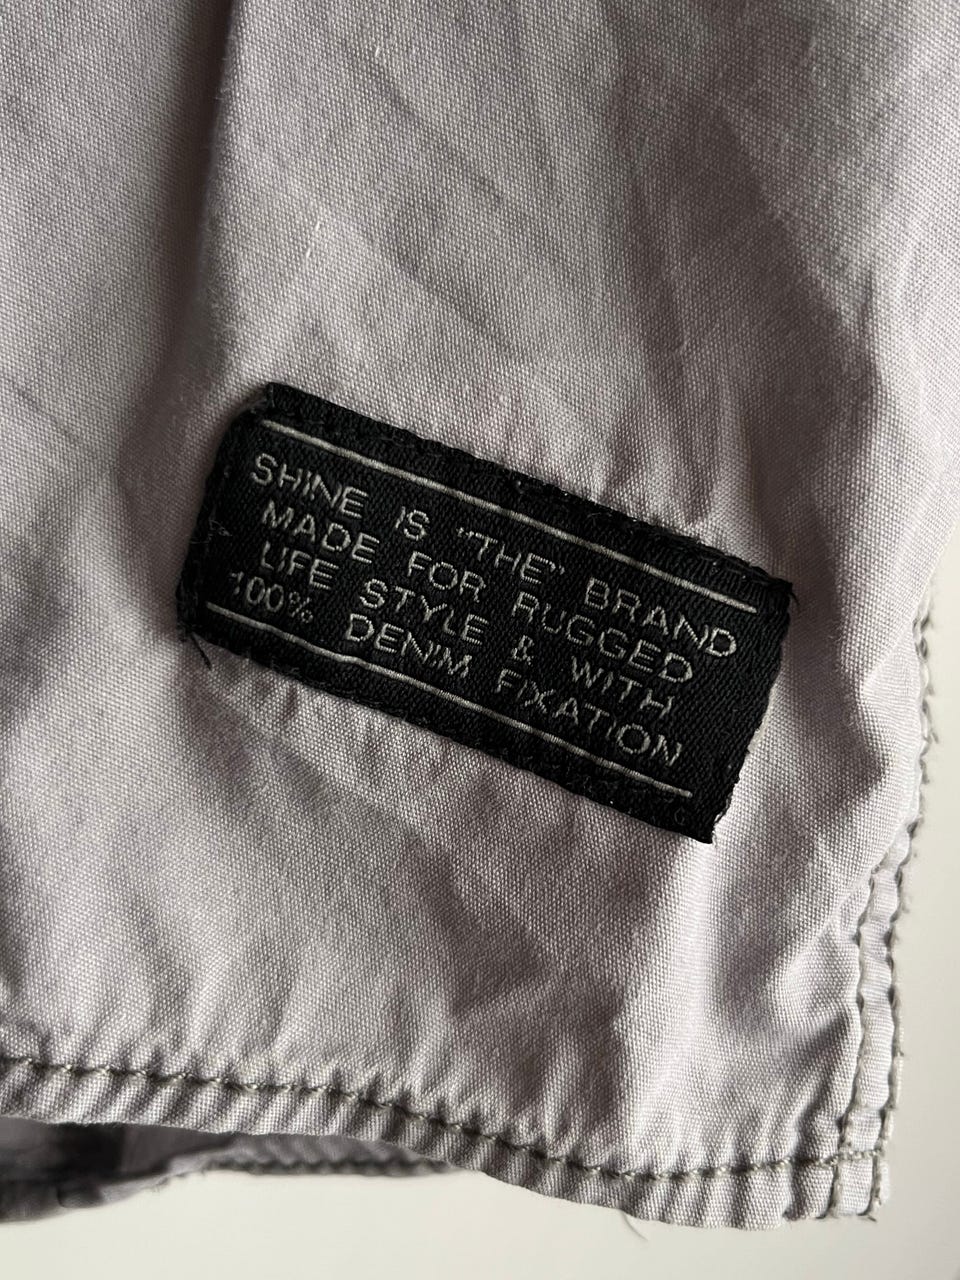 SHINE IS "THE" BRAND
MADE FOR RUGGED
LIFE STYLE & WITH
100% DENIM FIXATION